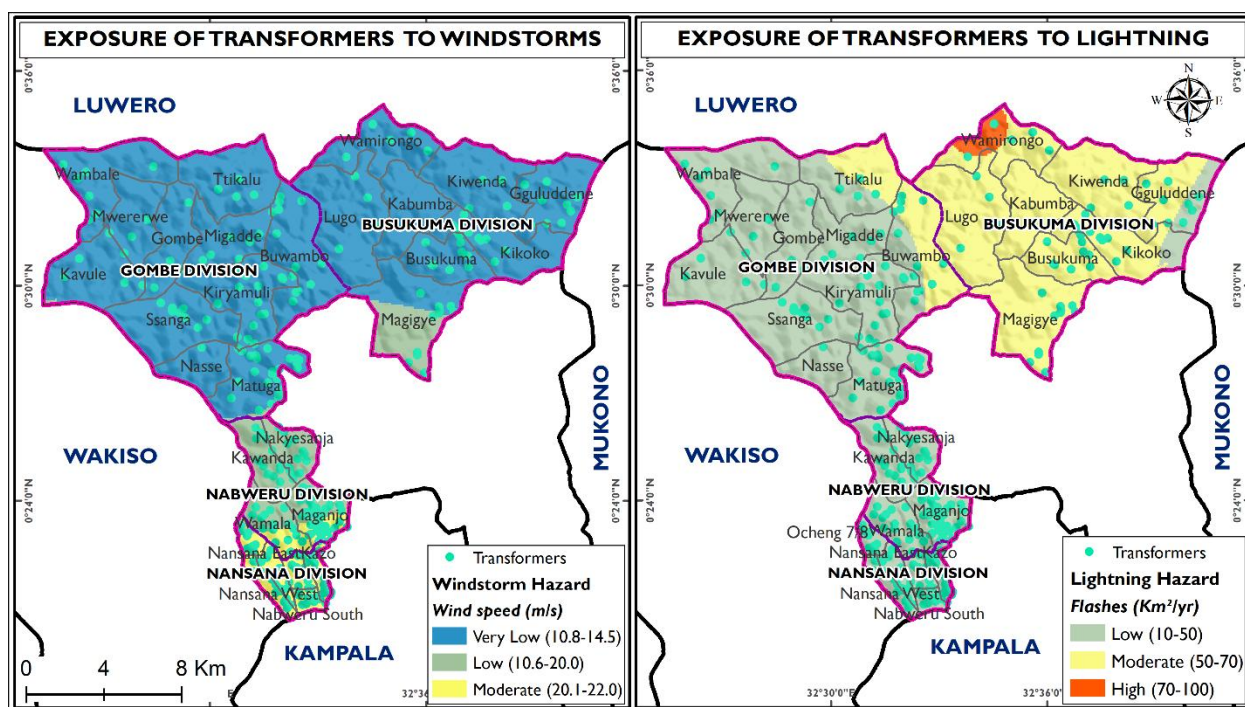 EXPOSURE OF TRANSFORMERS TO WINDSTORMS
0°36'0"
LUWERO
Wamirongo
Wambale
Ttikalu
Kiwenda
Gguluddene
Kabumba
Mwererwe
Lugo
BUSUKUMA DIVISION
Gombe
Migadde
Kikoko
Buwambo
Busukuma
Kavule
GOMBE DIVISION
0°30'0"N
Kiryamuli
Ssanga
Magigye
Nasse
Matuga
MUKONO
WAKISO
Nakyesanja
Kawanda
NABWERU DIVISION
0°24'0"N
Maganjo
Wamala
Nansana East
Kazo
NANSANA DIVISION
Nansana West
Nabweru South
KAMPALA
0 4 8 Km
E
32°36'
Transformers
Windstorm Hazard
Wind speed (m/s)
Very Low (10.8-14.5)
Low (10.6-20.0)
Moderate (20.1-22.0)
EXPOSURE OF TRANSFORMERS TO LIGHTNING
0°36'0"
N
W E
S
LUWERO
Wamirongo
Wambale
Ttikalu
Kiwenda
Gguluddene
Kabumba
Mwererwe
Lugo
BUSUKUMA DIVISION
Gombe
Migadde
Kikoko
Buwambo
Busukuma
Kavule
GOMBE DIVISION
0°30'0"N
Kiryamuli
Ssanga
Magigye
Nasse
Matuga
MUKONO
WAKISO
Nakyesanja
Kawanda
NABWERU DIVISION
0°24'0"N
Maganjo
Ocheng 7/8
Wamala
Nansana East
Kazo
NANSANA DIVISION
Nansana West
Nabweru South
KAMPALA
32°30'0"E
32°36'0"E
Transformers
Lightning Hazard
Flashes (Km²/yr)
Low (10-50)
Moderate (50-70)
High (70-100)